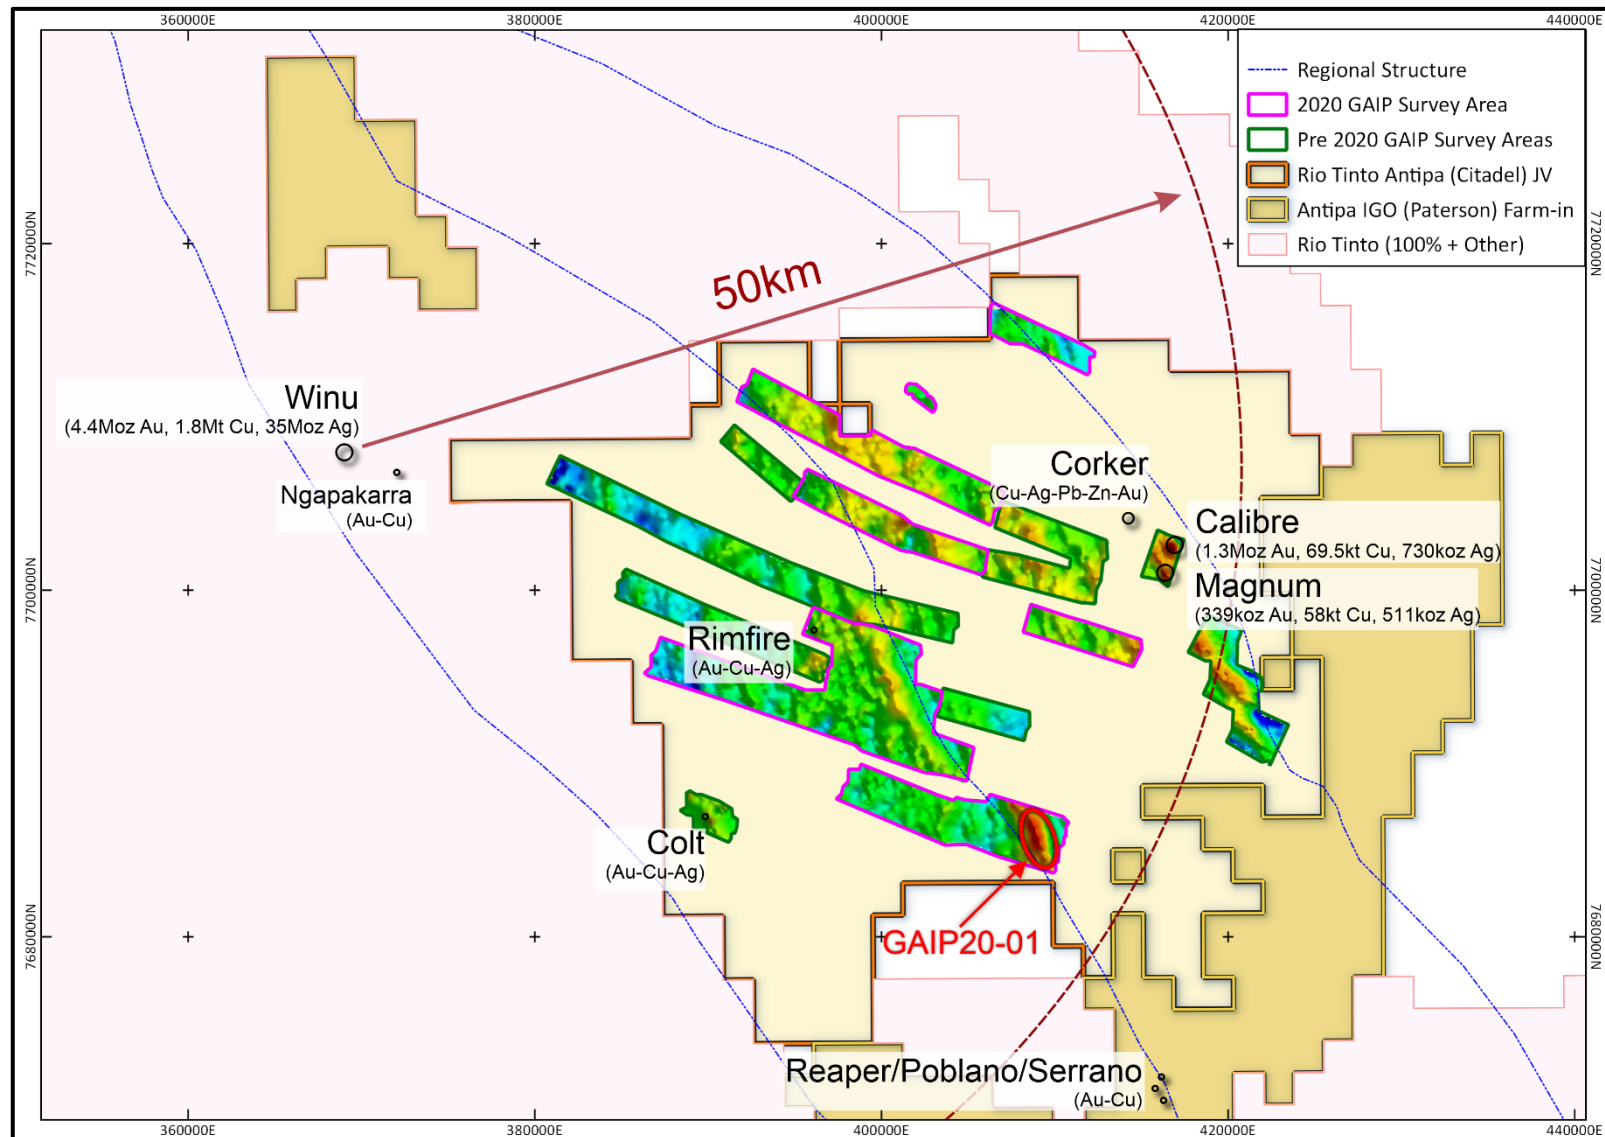 360000E
380000E
400000E
420000E
440000E
Regional Structure
2020 GAIP Survey Area
Pre 2020 GAIP Survey Areas
Rio Tinto Antipa (Citadel) JV
Antipa IGO (Paterson) Farm-in
Rio Tinto (100% + Other)
7720000N
7720000N
50km
Winu
(4.4Moz Au, 1.8Mt Cu, 35Moz Ag)
Ngapakarra
(Au-Cu)
Corker
(Cu-Ag-Pb-Zn-Au)
Calibre
(1.3Moz Au, 69.5kt Cu, 730koz Ag)
Magnum
(339koz Au, 58kt Cu, 511koz Ag)
7700000N
7700000N
Rimfire
(Au-Cu-Ag)
Colt
(Au-Cu-Ag)
GAIP20-01
7680000N
7680000N
Reaper/Poblano/Serrano
(Au-Cu)
360000E
380000E
400000E
420000E
440000E